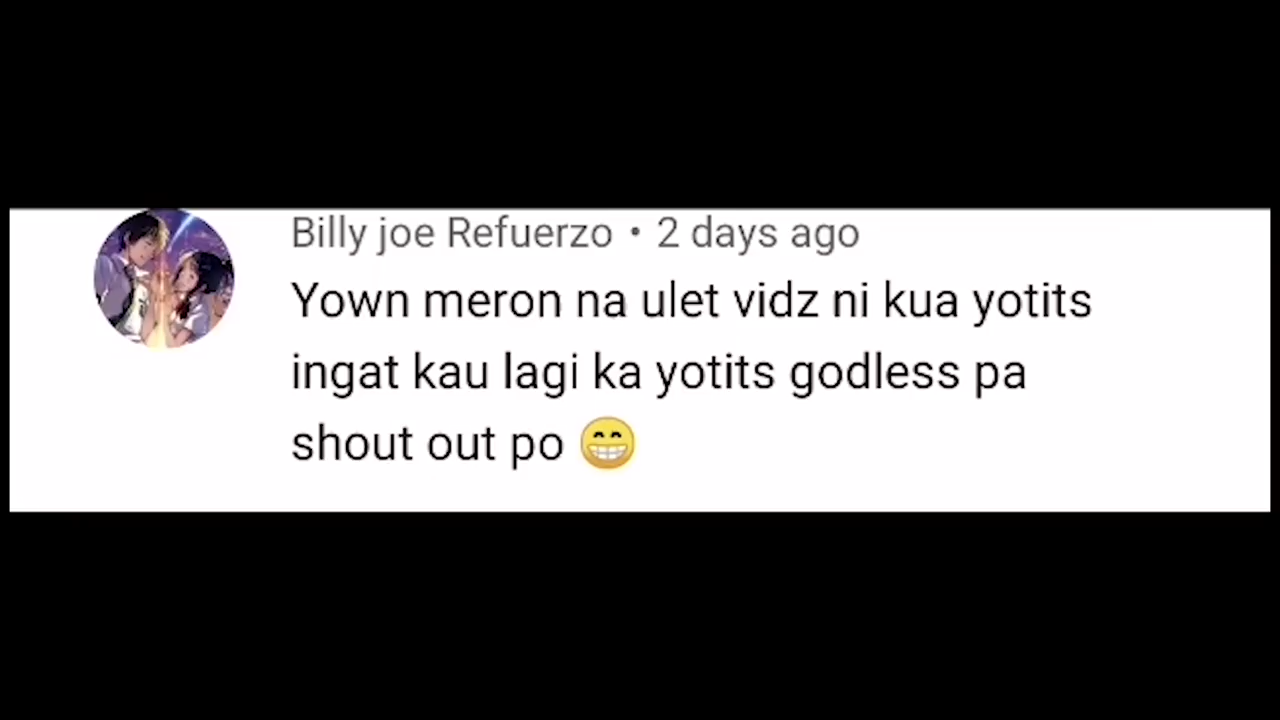 Billy joe Refuerzo • 2 days ago
Yown meron na ulet vidz ni kua yotits
ingat kau lagi ka yotits godless pa
shout out po 😁